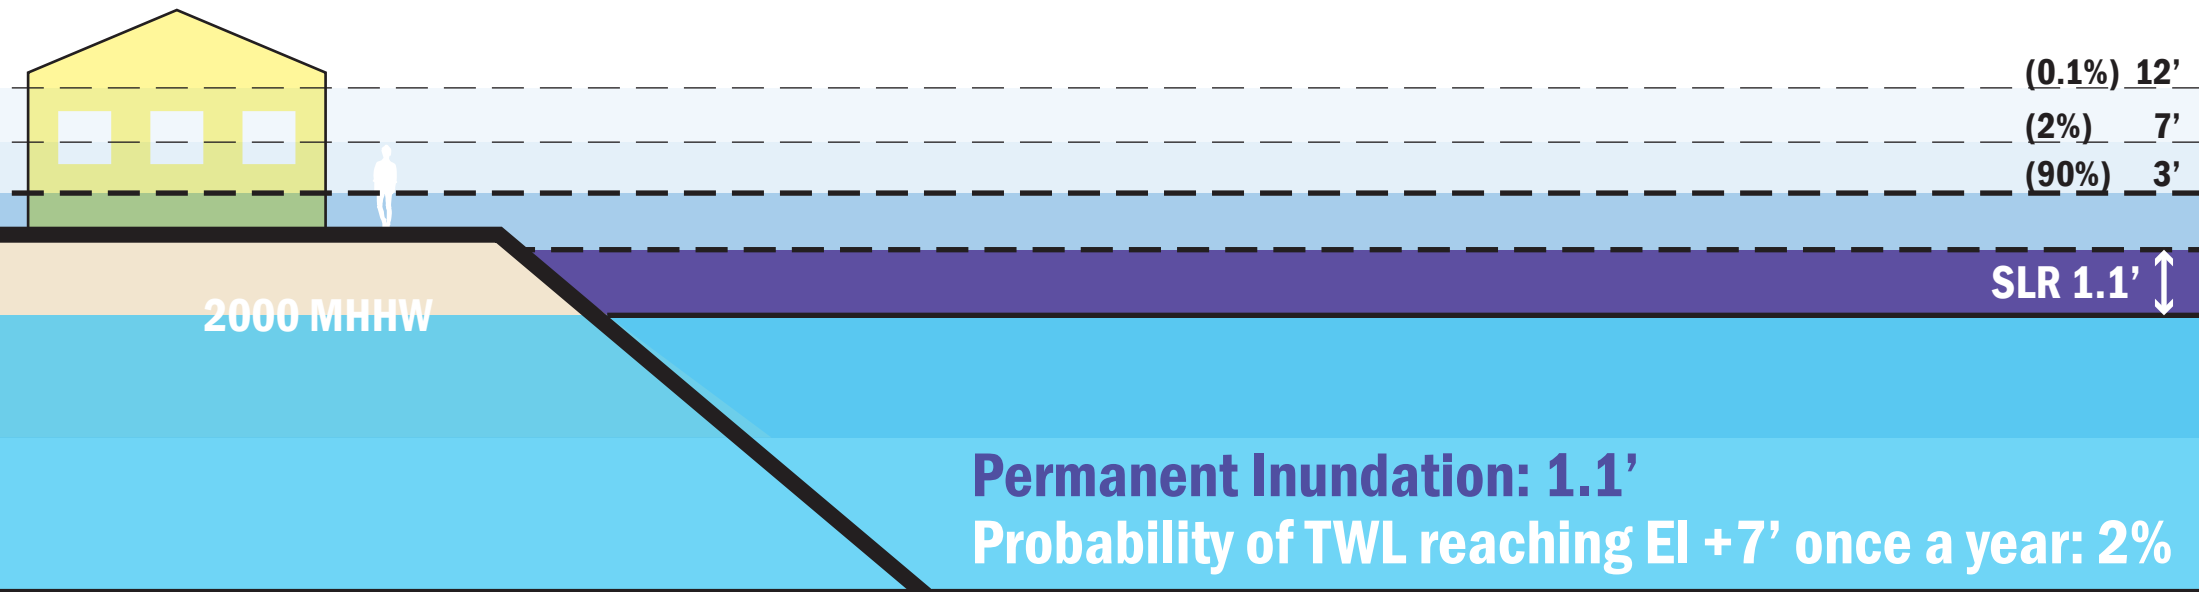 (0.1%) 12’
(2%) 7’
(90%) 3’
SLR 1.1’
2000 MHHW
Permanent Inundation: 1.1’
Probability of TWL reaching El +7’ once a year: 2%